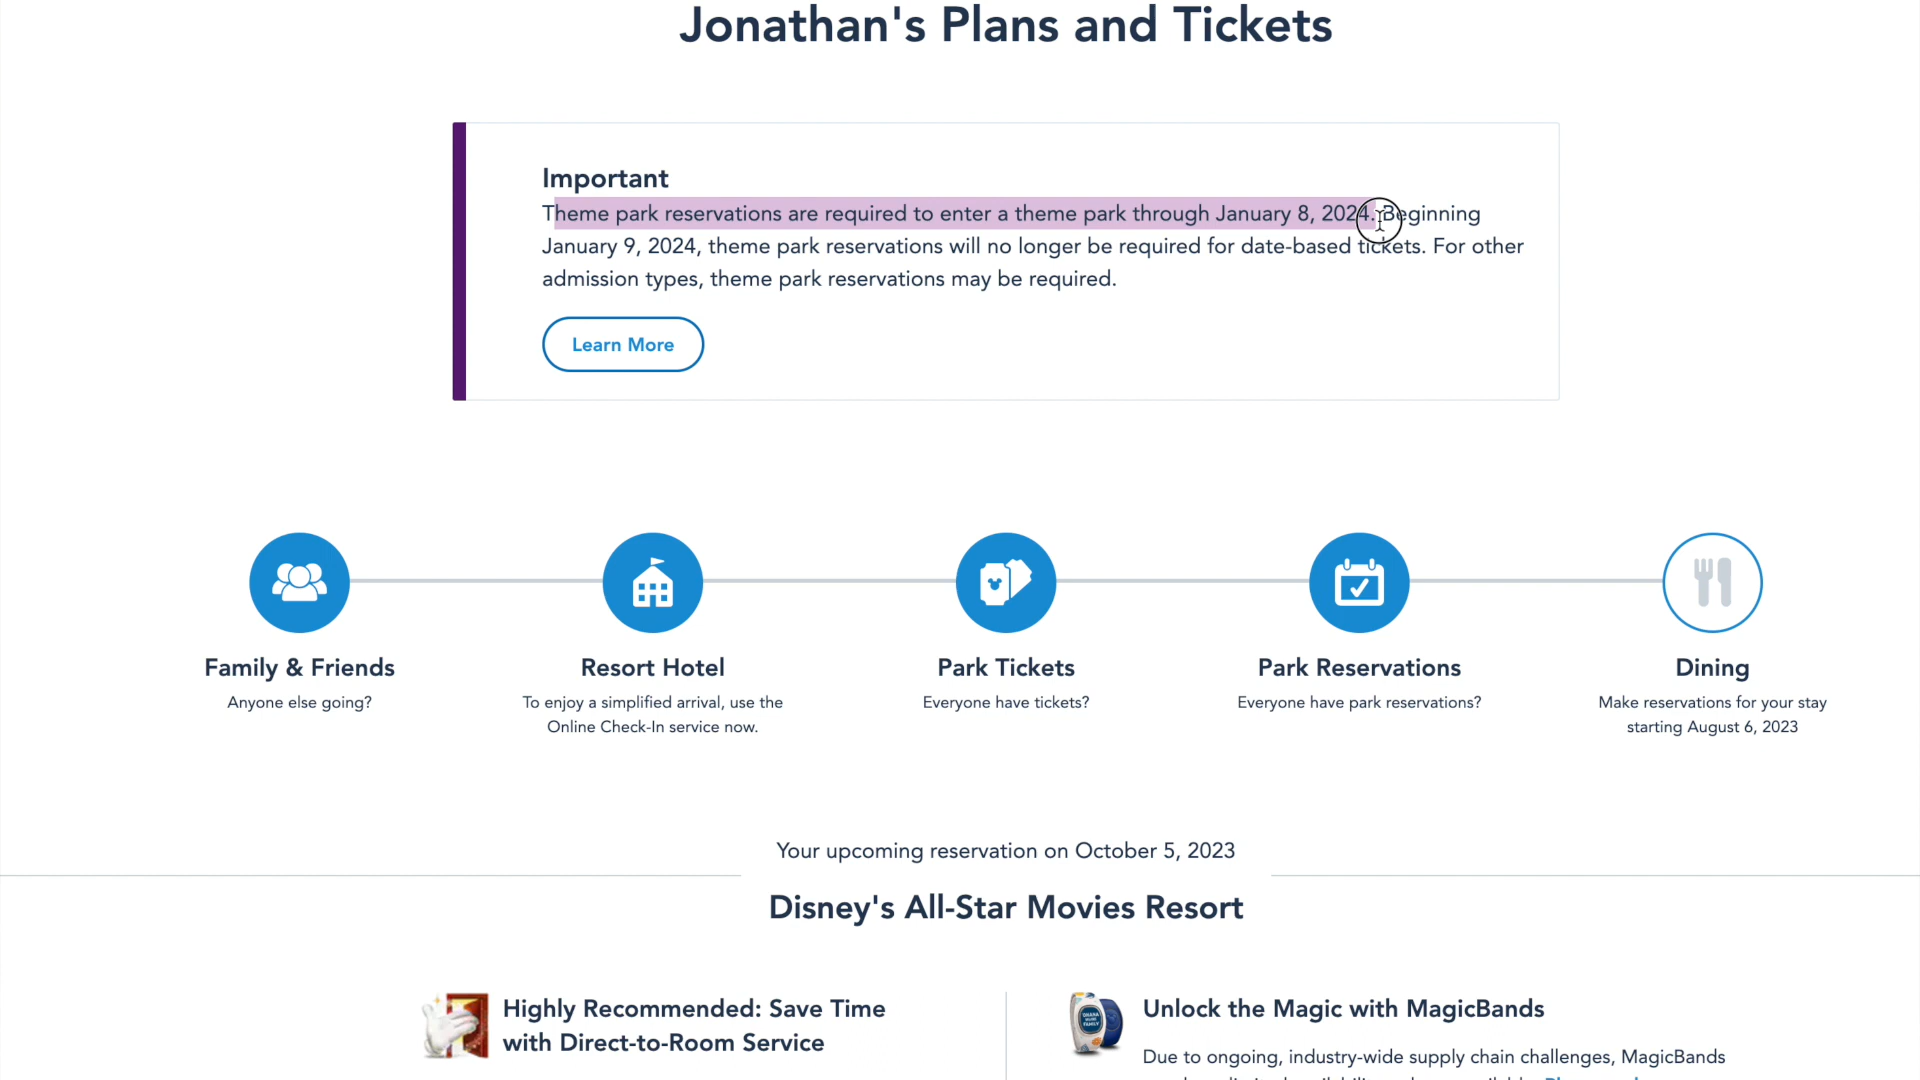 Jonathan's Plans and Tickets
Important
Theme park reservations are required to enter a theme park through January 8, 2024. Beginning
January 9, 2024, theme park reservations will no longer be required for date-based tickets. For other
admission types, theme park reservations may be required.
Learn More
Family & Friends
Anyone else going?
Resort Hotel
To enjoy a simplified arrival, use the
Online Check-In service now.
Park Tickets
Everyone have tickets?
Park Reservations
Everyone have park reservations?
Dining
Make reservations for your stay
starting August 6, 2023
Your upcoming reservation on October 5, 2023
Disney's All-Star Movies Resort
Highly Recommended: Save Time
with Direct-to-Room Service
Unlock the Magic with MagicBands
Due to ongoing, industry-wide supply chain challenges, MagicBands